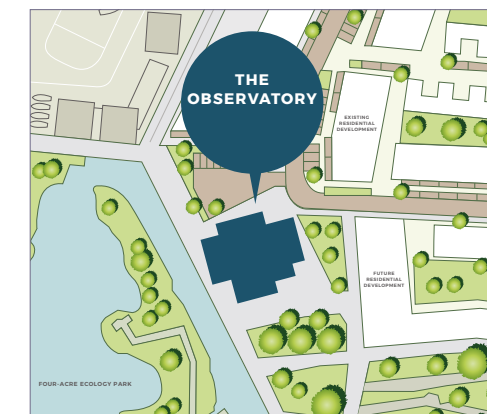 THE
OBSERVATORY
EXISTING
RESIDENTIAL
DEVELOPMENT
FUTURE
RESIDENTIAL
DEVELOPMENT
FOUR-ACRE ECOLOGY PARK